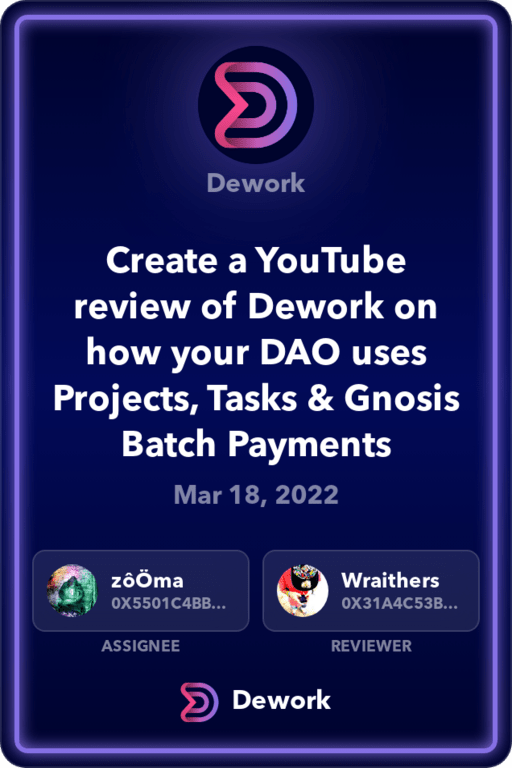 Dework
Create a YouTube
review of Dework on
how your DAO uses
Projects, Tasks & Gnosis
Batch Payments
Mar 18, 2022
zôÖma
0X5501C4BB...
Wraithers
0X31A4C53B...
ASSIGNEE
REVIEWER
Dework